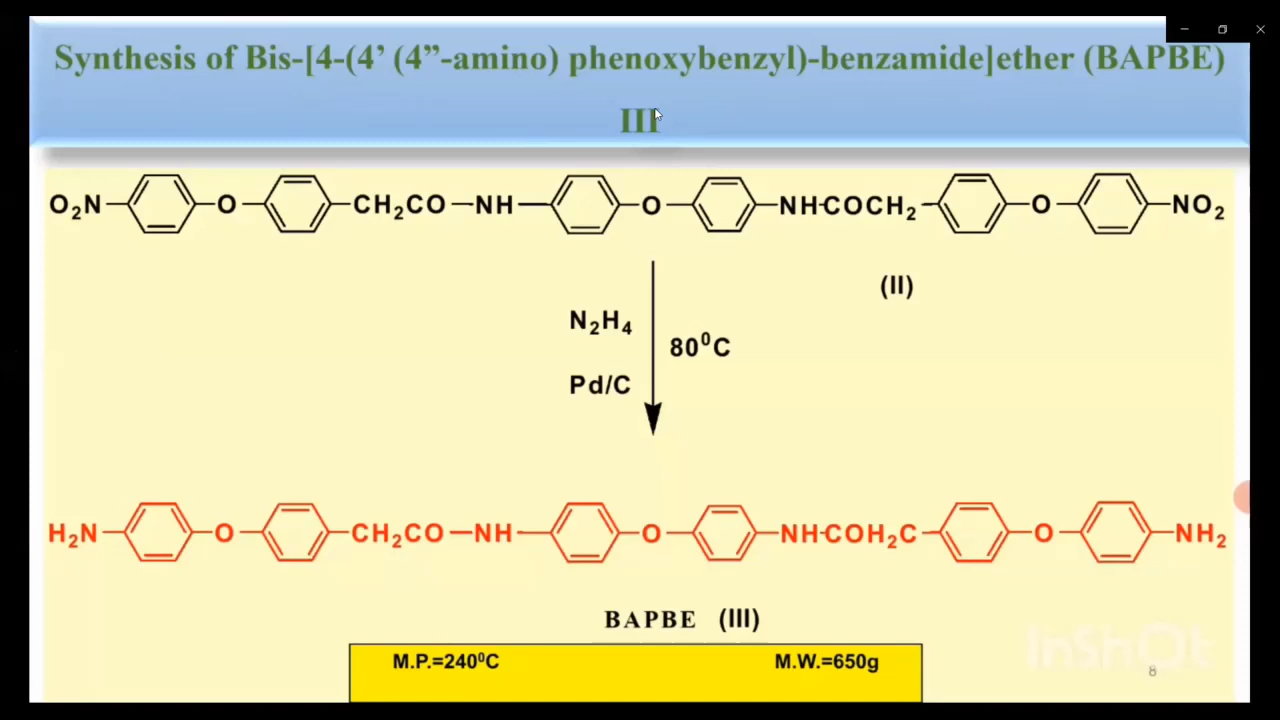 Synthesis of Bis-[4-(4’ (4”-amino) phenoxybenzyl)-benzamide]ether (BAPBE)
III
O₂N O CH₂CO NH O NH COCH₂ O NO₂
(II)
N₂H₄
80⁰C
Pd/C
H₂N O CH₂CO NH O NH COH₂C O NH₂
BAPBE (III)
M.P.=240⁰C M.W.=650g
InShOt
8